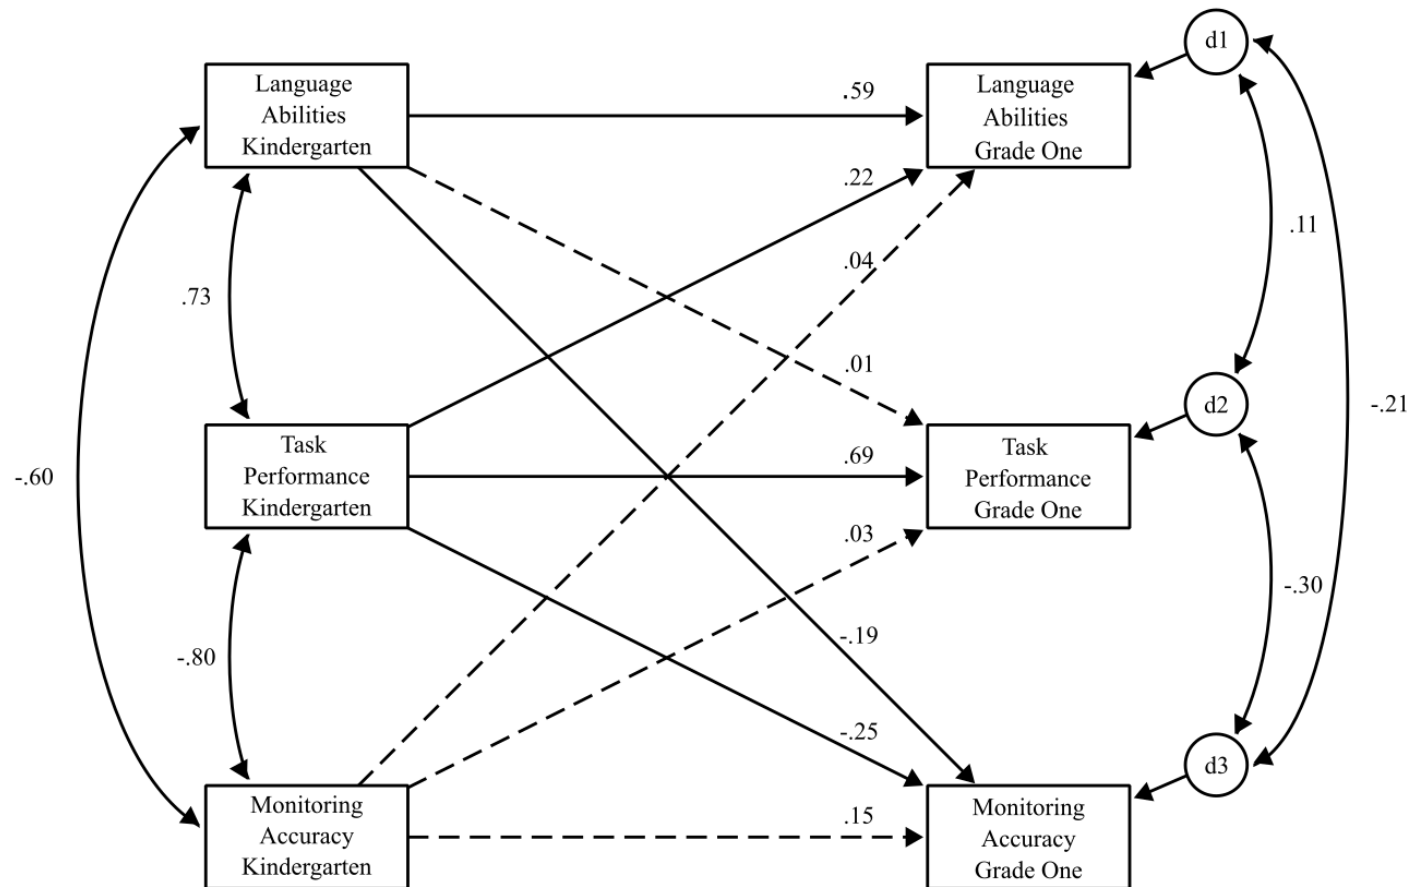 d1
Language
Abilities
Kindergarten
.59
Language
Abilities
Grade One
.22
.11
.04
.73
.01
d2
-.21
Task
Performance
Kindergarten
.69
Task
Performance
Grade One
-.60
.03
-.30
-.19
-.80
-.25
d3
Monitoring
Accuracy
Kindergarten
.15
Monitoring
Accuracy
Grade One